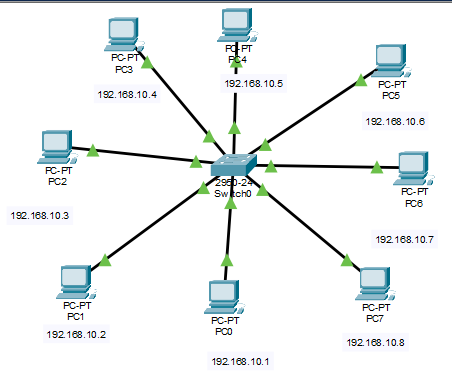 PC-PT
PC4
192.168.10.5
PC-PT
PC3
192.168.10.4
PC-PT
PC5
192.168.10.6
PC-PT
PC2
192.168.10.3
2950-24
Switch0
PC-PT
PC6
192.168.10.7
PC-PT
PC1
192.168.10.2
PC-PT
PC0
192.168.10.1
PC-PT
PC7
192.168.10.8